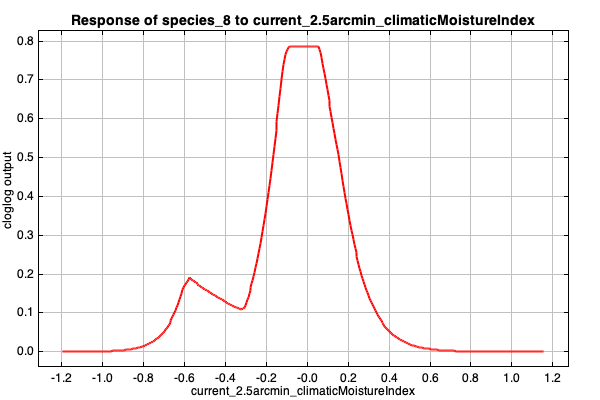 Response of species_8 to current_2.5arcmin_climaticMoistureIndex
cloglog output
0.8
0.7
0.6
0.5
0.4
0.3
0.2
0.1
0.0
-1.2 -1.0 -0.8 -0.6 -0.4 -0.2 -0.0 0.2 0.4 0.6 0.8 1.0 1.2
current_2.5arcmin_climaticMoistureIndex